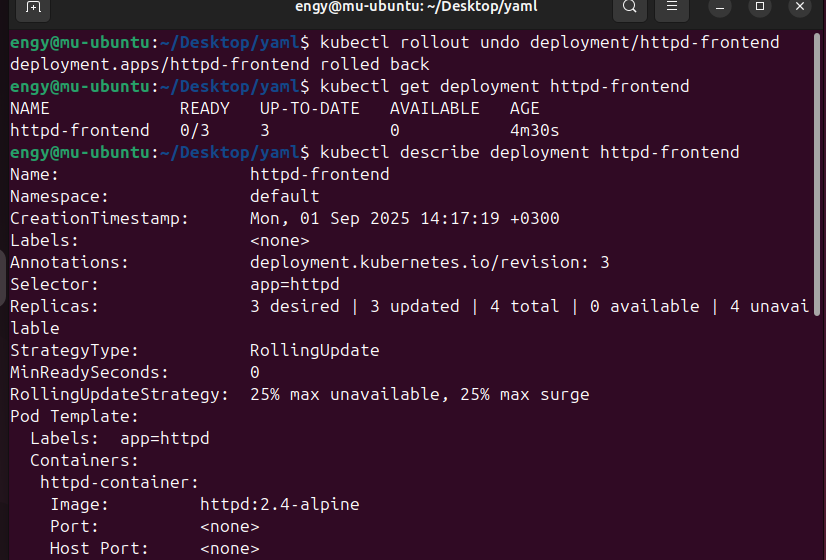 engy@mu-ubuntu: ~/Desktop/yaml
engy@mu-ubuntu:~/Desktop/yaml$ kubectl rollout undo deployment/httpd-frontend
deployment.apps/httpd-frontend rolled back
engy@mu-ubuntu:~/Desktop/yaml$ kubectl get deployment httpd-frontend
NAME             READY   UP-TO-DATE   AVAILABLE   AGE
httpd-frontend   0/3     3            0           4m30s
engy@mu-ubuntu:~/Desktop/yaml$ kubectl describe deployment httpd-frontend
Name:                   httpd-frontend
Namespace:              default
CreationTimestamp:      Mon, 01 Sep 2025 14:17:19 +0300
Labels:                 <none>
Annotations:            deployment.kubernetes.io/revision: 3
Selector:               app=httpd
Replicas:               3 desired | 3 updated | 4 total | 0 available | 4 unavai
lable
StrategyType:           RollingUpdate
MinReadySeconds:        0
RollingUpdateStrategy:  25% max unavailable, 25% max surge
Pod Template:
  Labels:  app=httpd
  Containers:
   httpd-container:
    Image:         httpd:2.4-alpine
    Port:          <none>
    Host Port:     <none>